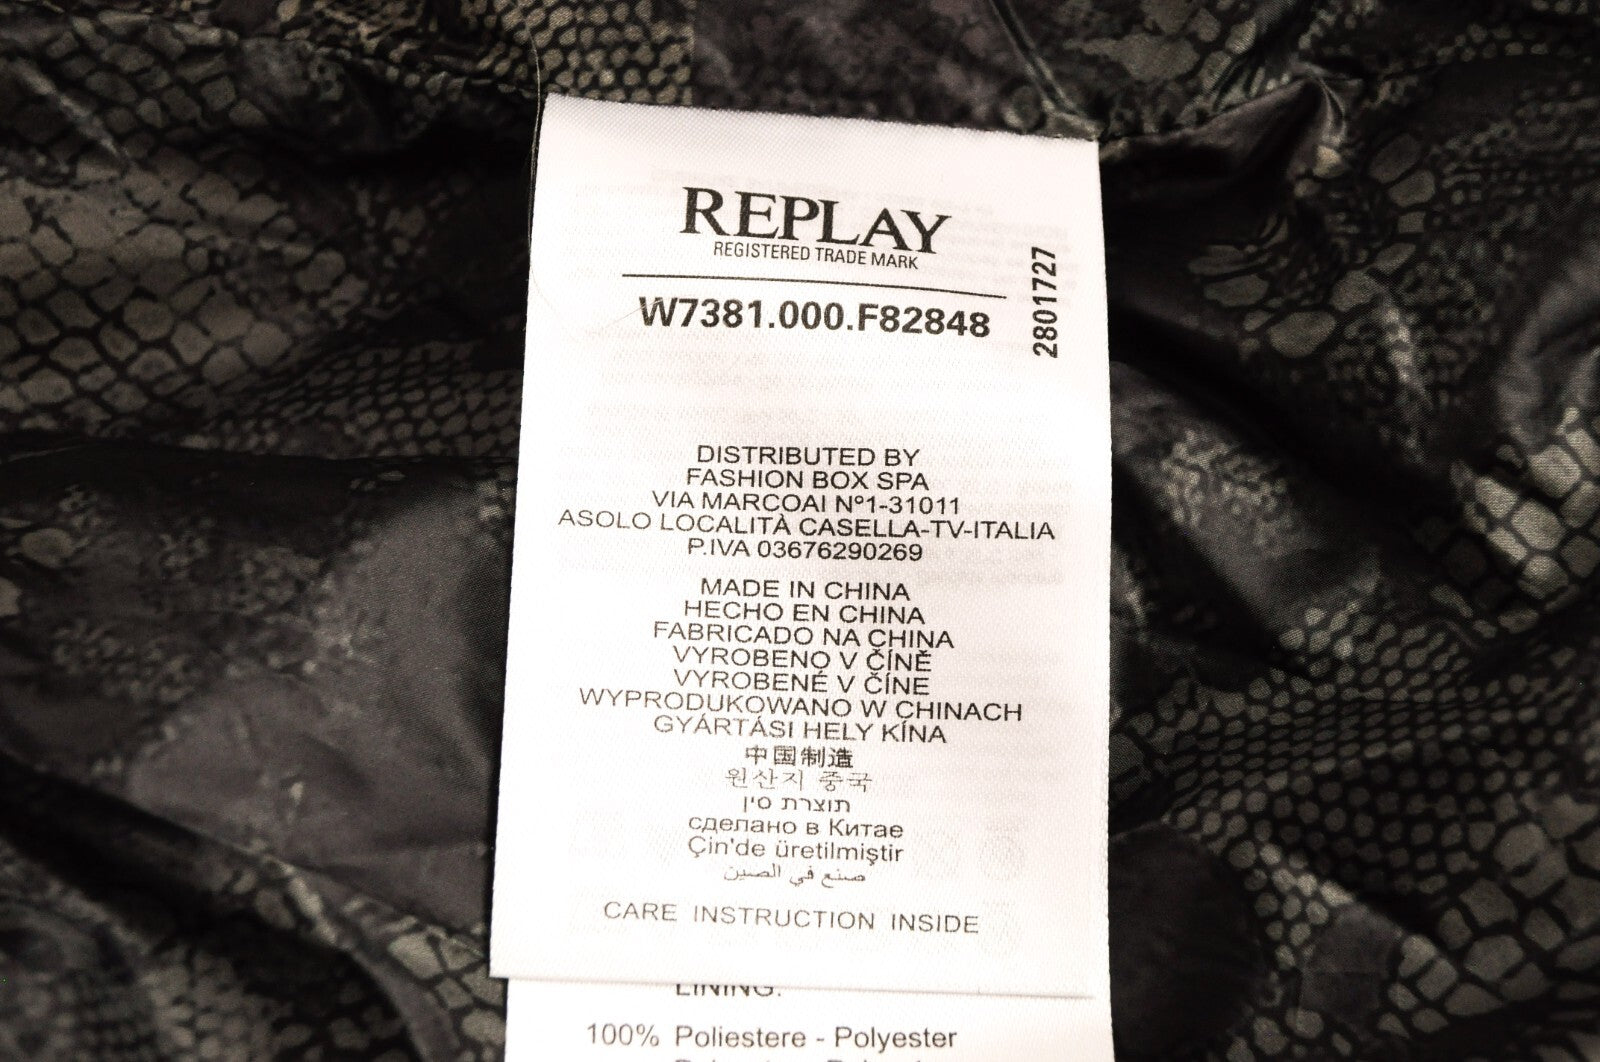 REPLAY
REGISTERED TRADE MARK
W7381.000.F82848
2801727
DISTRIBUTED BY
FASHION BOX SPA
VIA MARCOAI Nº1-31011
ASOLO LOCALITÀ CASELLA-TV-ITALIA
P.IVA 03676290269
MADE IN CHINA
HECHO EN CHINA
FABRICADO NA CHINA
VYROBENO V ČÍNĚ
VYROBENÉ V ČÍNE
WYPRODUKOWANO W CHINACH
GYÁRTÁSI HELY KÍNA
中国制造
원산지 중국
תוצרת סין
сделано в Китае
Çin'de üretilmiştir
صنع في الصين
CARE INSTRUCTION INSIDE
LINING:
100% Poliestere - Polyester